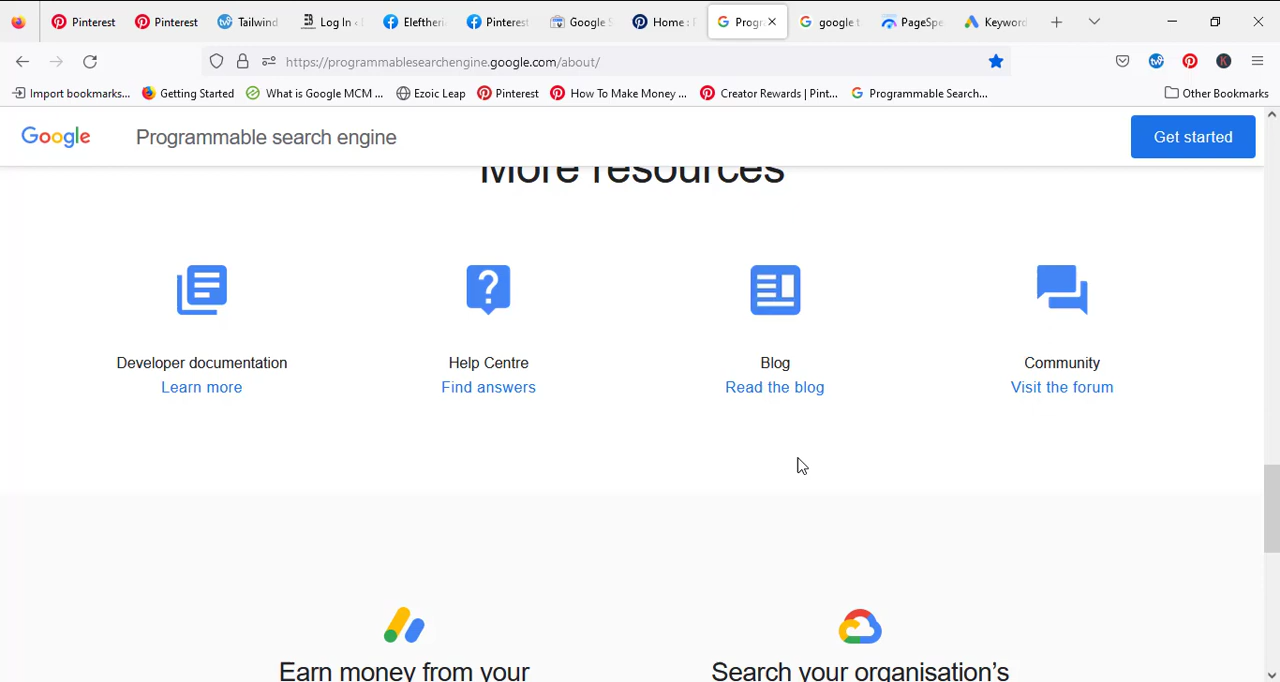 Pinterest Pinterest Tailwind Log In Eleftheri Pinterest Google Home : Prog google t PageSpe Keyword
https://programmablesearchengine.google.com/about/
Import bookmarks... Getting Started What is Google MCM ... Ezoic Leap Pinterest How To Make Money ... Creator Rewards | Pint... Programmable Search... Other Bookmarks
Google Programmable search engine Get started
More resources
Developer documentation Help Centre Blog Community
Learn more Find answers Read the blog Visit the forum
Earn money from your Search your organisation's